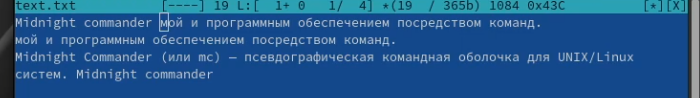 text.txt [----] 19 L:[ 1+ 0 1/ 4] *(19 / 365b) 1084 0x43C [*][X]
Midnight commander мой и программным обеспечением посредством команд.
мой и программным обеспечением посредством команд.
Midnight Commander (или mc) — псевдографическая командная оболочка для UNIX/Linux
систем. Midnight commander